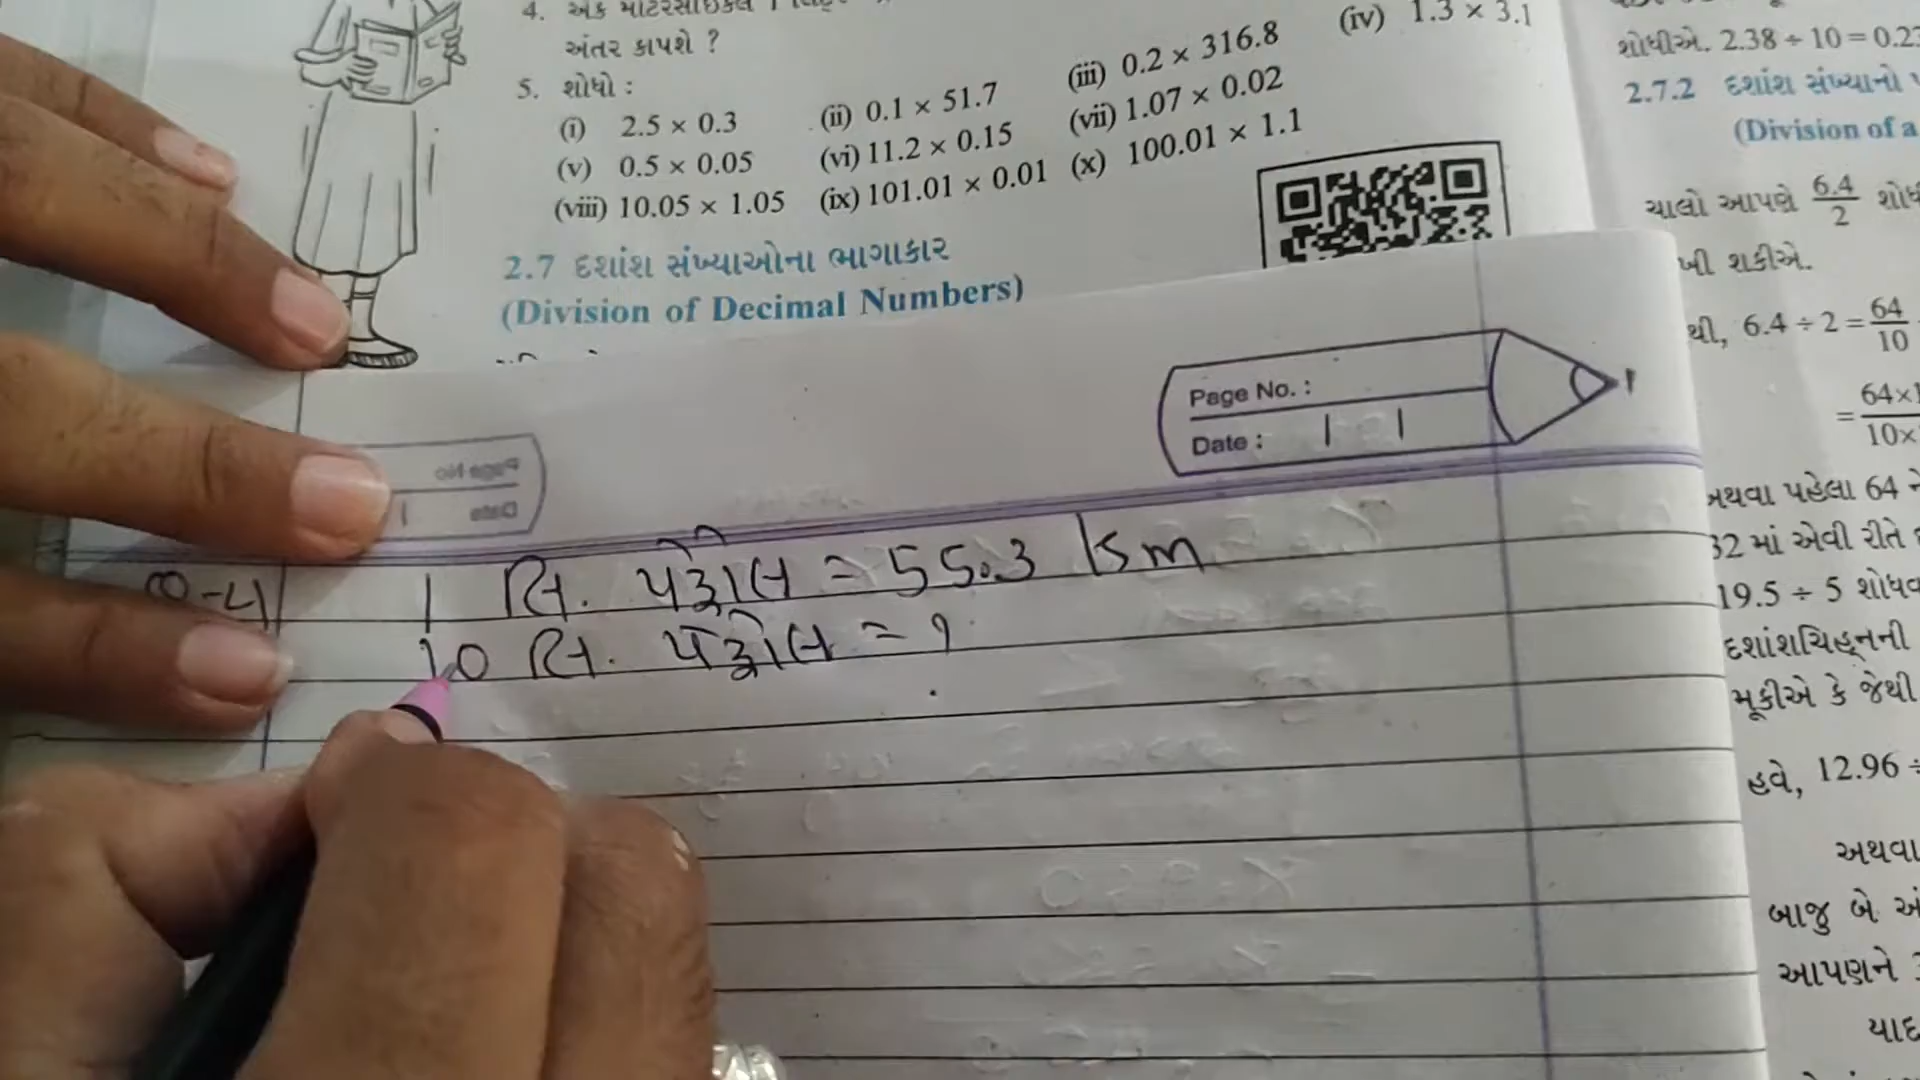 4. એક મોટરસાઇકલ 1
અંતર કાપશે ?
5. શોધો :
(i) 2.5 × 0.3 (ii) 0.1 × 51.7 (iii) 0.2 × 316.8 (iv) 1.3 × 3.1
(v) 0.5 × 0.05 (vi) 11.2 × 0.15 (vii) 1.07 × 0.02
(viii) 10.05 × 1.05 (ix) 101.01 × 0.01 (x) 100.01 × 1.1
2.7 દશાંશ સંખ્યાઓના ભાગાકાર
(Division of Decimal Numbers)
Page No. :
Date :
1 લિ. પેટ્રોલ = 55.3 km
10 લિ. પેટ્રોલ = ?
શોધીએ. 2.38 ÷ 10 = 0.23
2.7.2 દશાંશ સંખ્યાનો
(Division of a
ચાલો આપણે 6.4/2 શોધ
ખી શકીએ.
થી, 6.4 ÷ 2 = 64/10
= 64×1/10×
અથવા પહેલા 64 ને
32 માં એવી રીતે
19.5 ÷ 5 શોધવ
દશાંશચિહ્નની
મૂકીએ કે જેથી
હવે, 12.96 ÷
અથવા
બાજુ બે અં
આપણને 3
યાદ